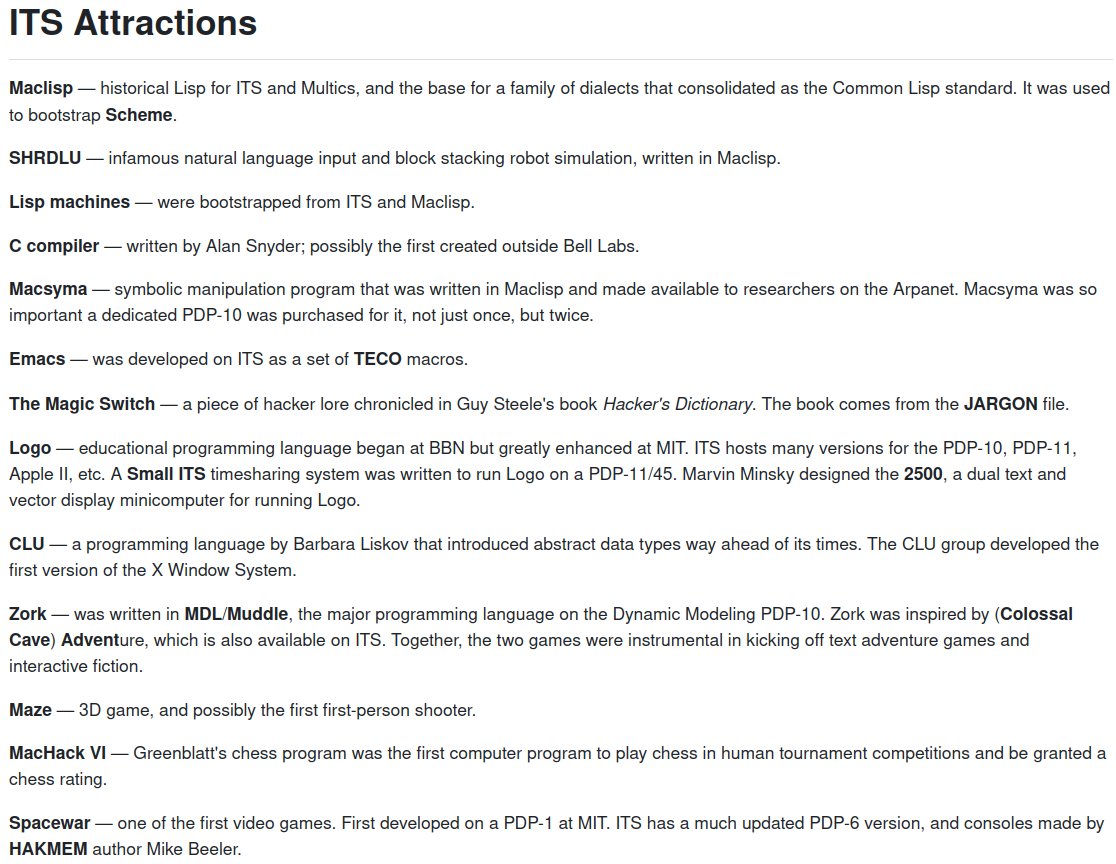 ITS Attractions
Maclisp — historical Lisp for ITS and Multics, and the base for a family of dialects that consolidated as the Common Lisp standard. It was used
to bootstrap Scheme.
SHRDLU — infamous natural language input and block stacking robot simulation, written in Maclisp.
Lisp machines — were bootstrapped from ITS and Maclisp.
C compiler — written by Alan Snyder; possibly the first created outside Bell Labs.
Macsyma — symbolic manipulation program that was written in Maclisp and made available to researchers on the Arpanet. Macsyma was so
important a dedicated PDP-10 was purchased for it, not just once, but twice.
Emacs — was developed on ITS as a set of TECO macros.
The Magic Switch — a piece of hacker lore chronicled in Guy Steele's book Hacker's Dictionary. The book comes from the JARGON file.
Logo — educational programming language began at BBN but greatly enhanced at MIT. ITS hosts many versions for the PDP-10, PDP-11,
Apple II, etc. A Small ITS timesharing system was written to run Logo on a PDP-11/45. Marvin Minsky designed the 2500, a dual text and
vector display minicomputer for running Logo.
CLU — a programming language by Barbara Liskov that introduced abstract data types way ahead of its times. The CLU group developed the
first version of the X Window System.
Zork — was written in MDL/Muddle, the major programming language on the Dynamic Modeling PDP-10. Zork was inspired by (Colossal
Cave) Adventure, which is also available on ITS. Together, the two games were instrumental in kicking off text adventure games and
interactive fiction.
Maze — 3D game, and possibly the first first-person shooter.
MacHack VI — Greenblatt's chess program was the first computer program to play chess in human tournament competitions and be granted a
chess rating.
Spacewar — one of the first video games. First developed on a PDP-1 at MIT. ITS has a much updated PDP-6 version, and consoles made by
HAKMEM author Mike Beeler.